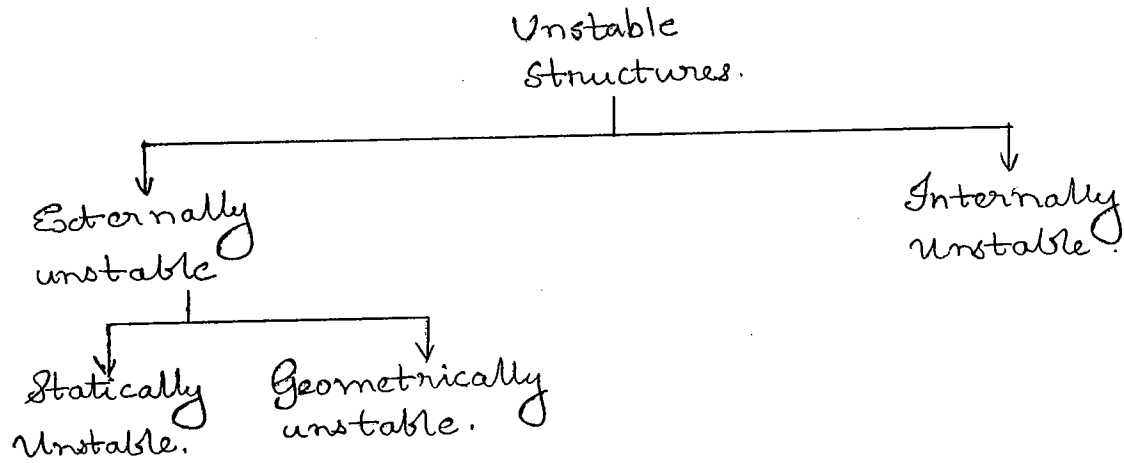 Unstable
Structures.
Externally
unstable
Internally
Unstable.
Statically
Unstable.
Geometrically
unstable.